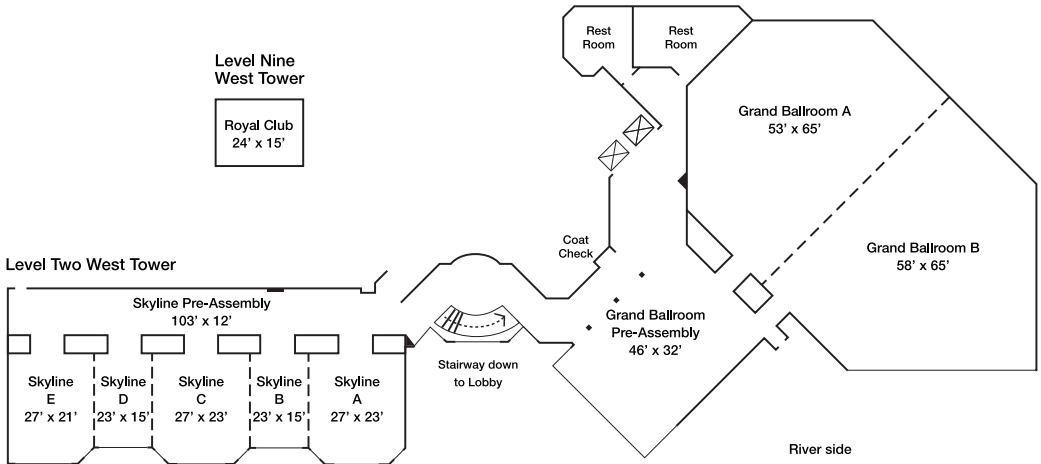 Level Nine
West Tower
Royal Club
24' x 15'
Rest
Room
Rest
Room
Grand Ballroom A
53' x 65'
Grand Ballroom B
58' x 65'
Coat
Check
Grand Ballroom
Pre-Assembly
46' x 32'
Level Two West Tower
Skyline Pre-Assembly
103' x 12'
Skyline
E
27' x 21'
Skyline
D
23' x 15'
Skyline
C
27' x 23'
Skyline
B
23' x 15'
Skyline
A
27' x 23'
Stairway down
to Lobby
River side